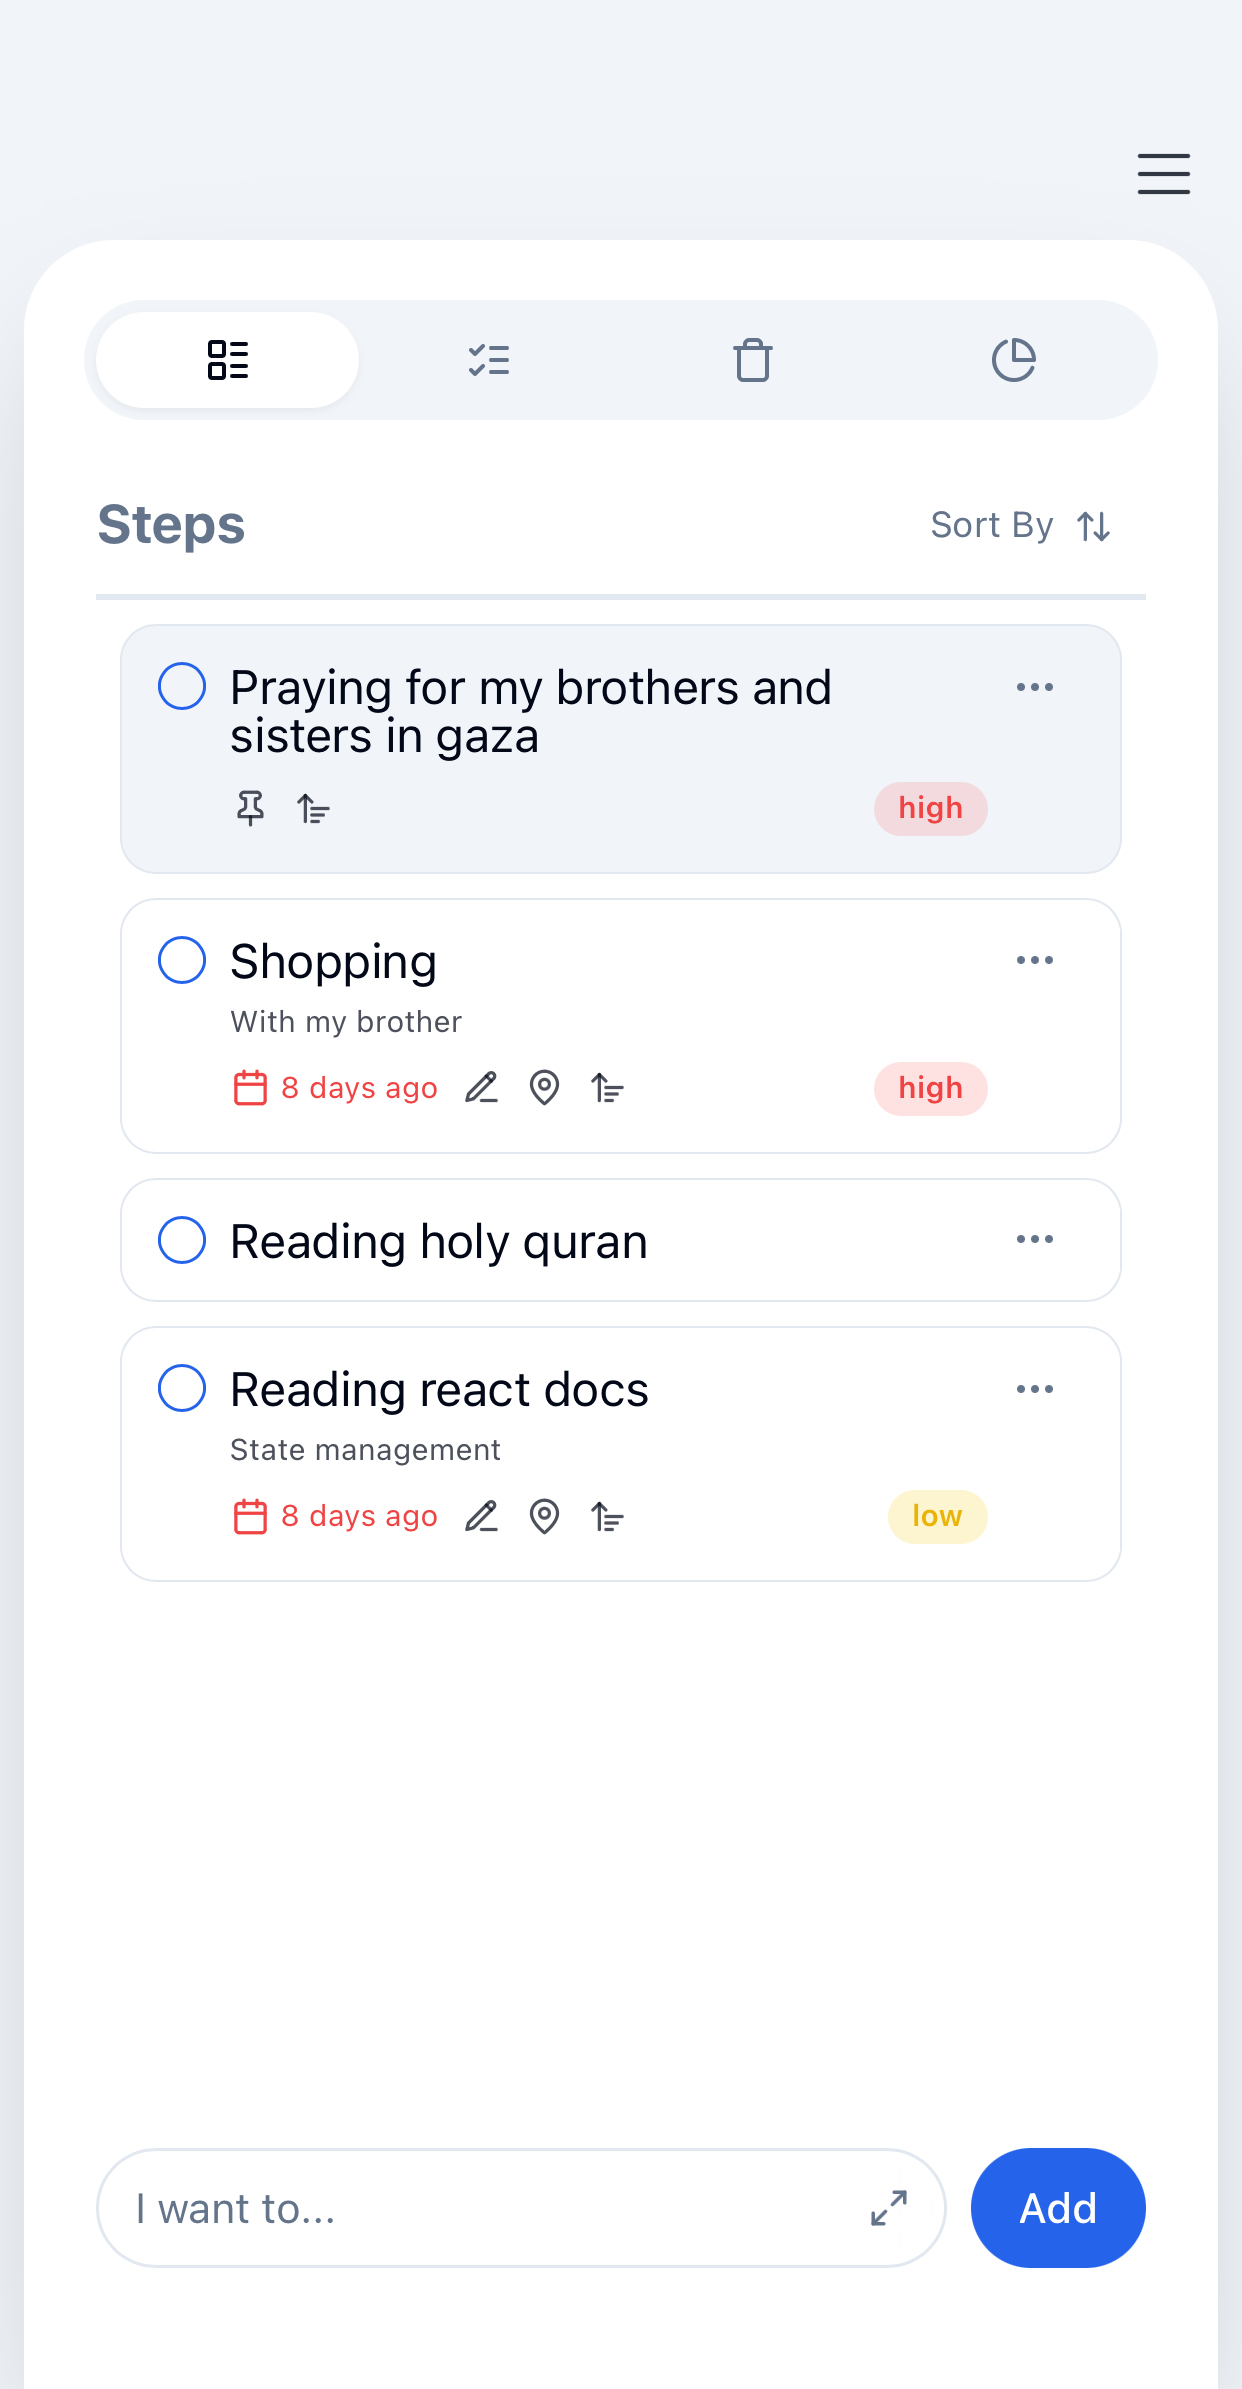 Steps
Sort By
Praying for my brothers and
sisters in gaza
high
Shopping
With my brother
8 days ago
high
Reading holy quran
Reading react docs
State management
8 days ago
low
I want to...
Add